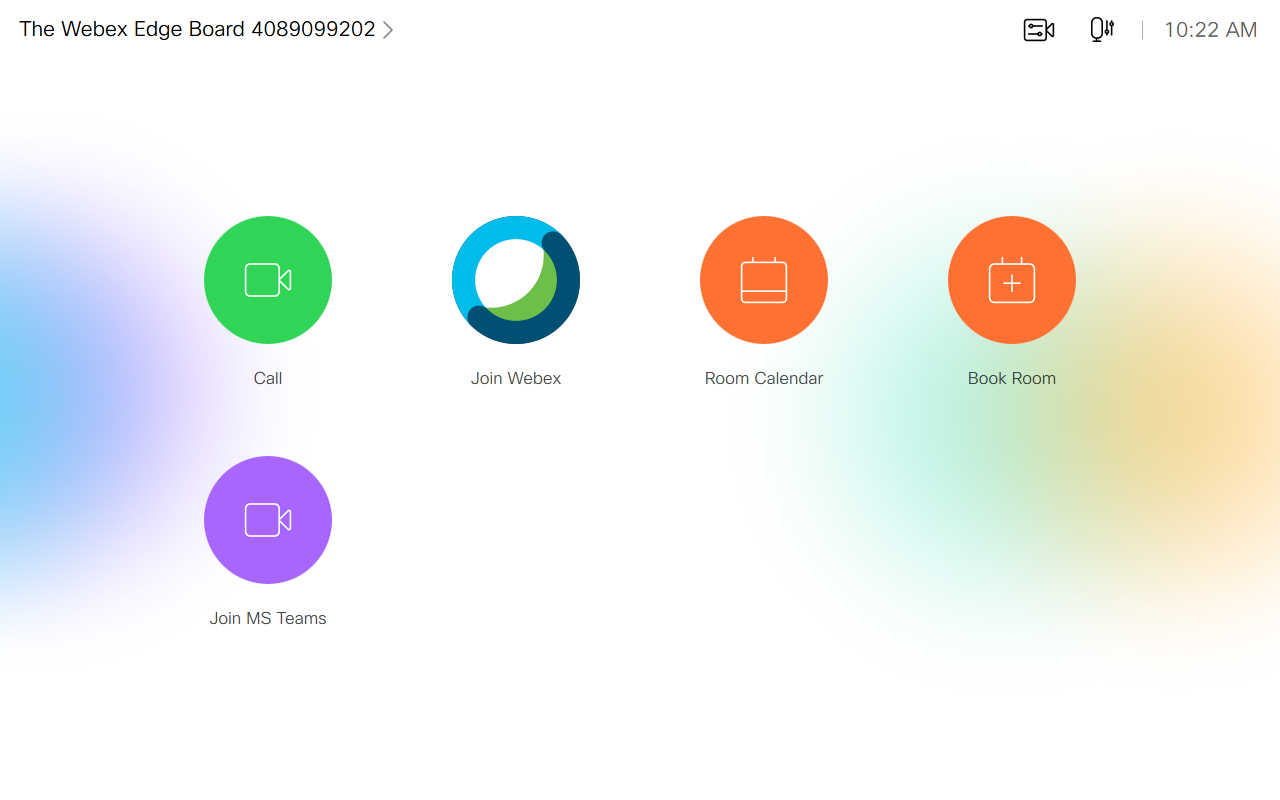 The Webex Edge Board 4089099202
10:22 AM
Call
Join Webex
Room Calendar
Book Room
Join MS Teams